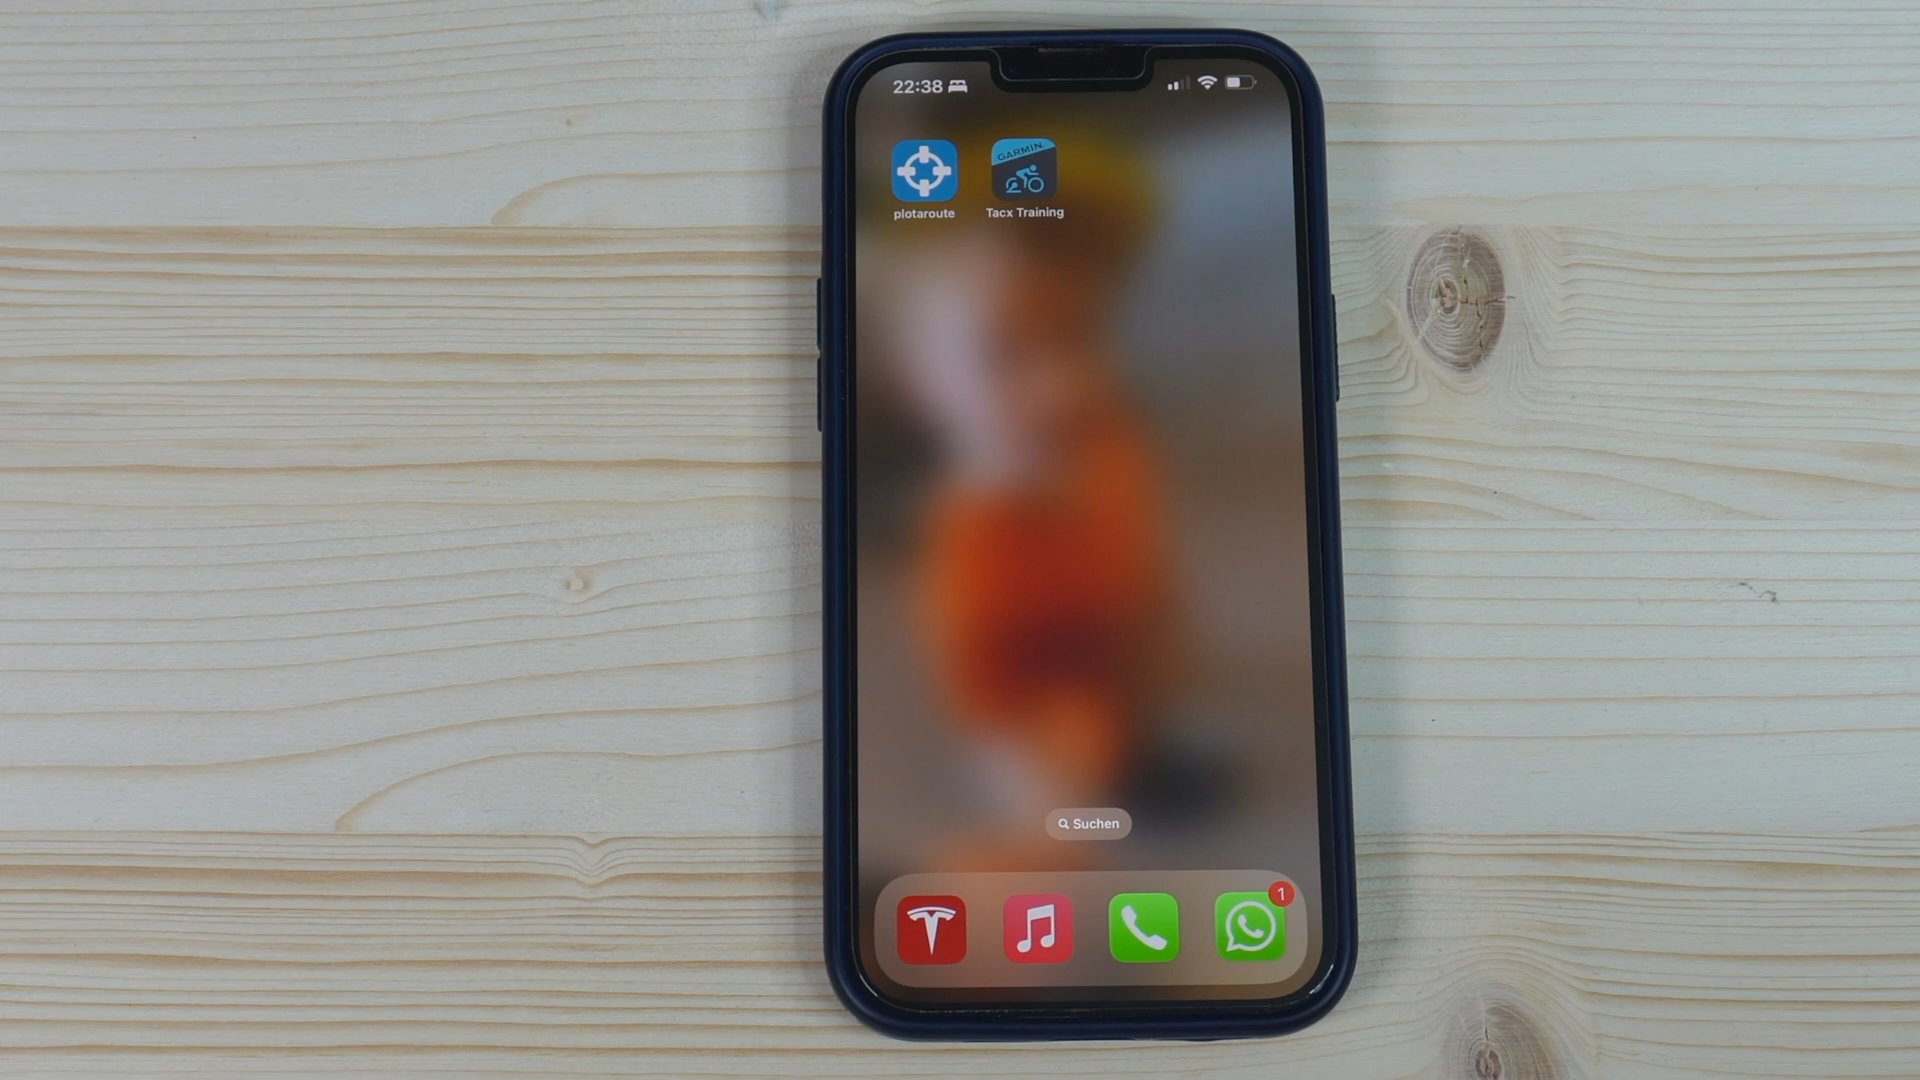 22:38
GARMIN
plotaroute
Tacx Training
Suchen
1